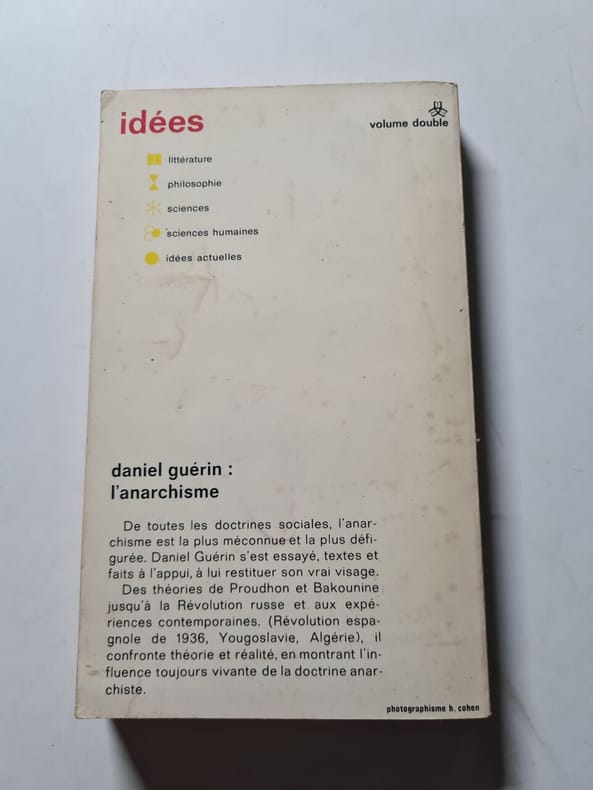 idées
volume double
littérature
philosophie
sciences
sciences humaines
idées actuelles
daniel guérin :
l'anarchisme
De toutes les doctrines sociales, l'anar-
chisme est la plus méconnue et la plus défi-
gurée. Daniel Guérin s'est essayé, textes et
faits à l'appui, à lui restituer son vrai visage.
Des théories de Proudhon et Bakounine
jusqu'à la Révolution russe et aux expé-
riences contemporaines. (Révolution espa-
gnole de 1936, Yougoslavie, Algérie), il
confronte théorie et réalité, en montrant l'in-
fluence toujours vivante de la doctrine anar-
chiste.
photographisme h. cohen